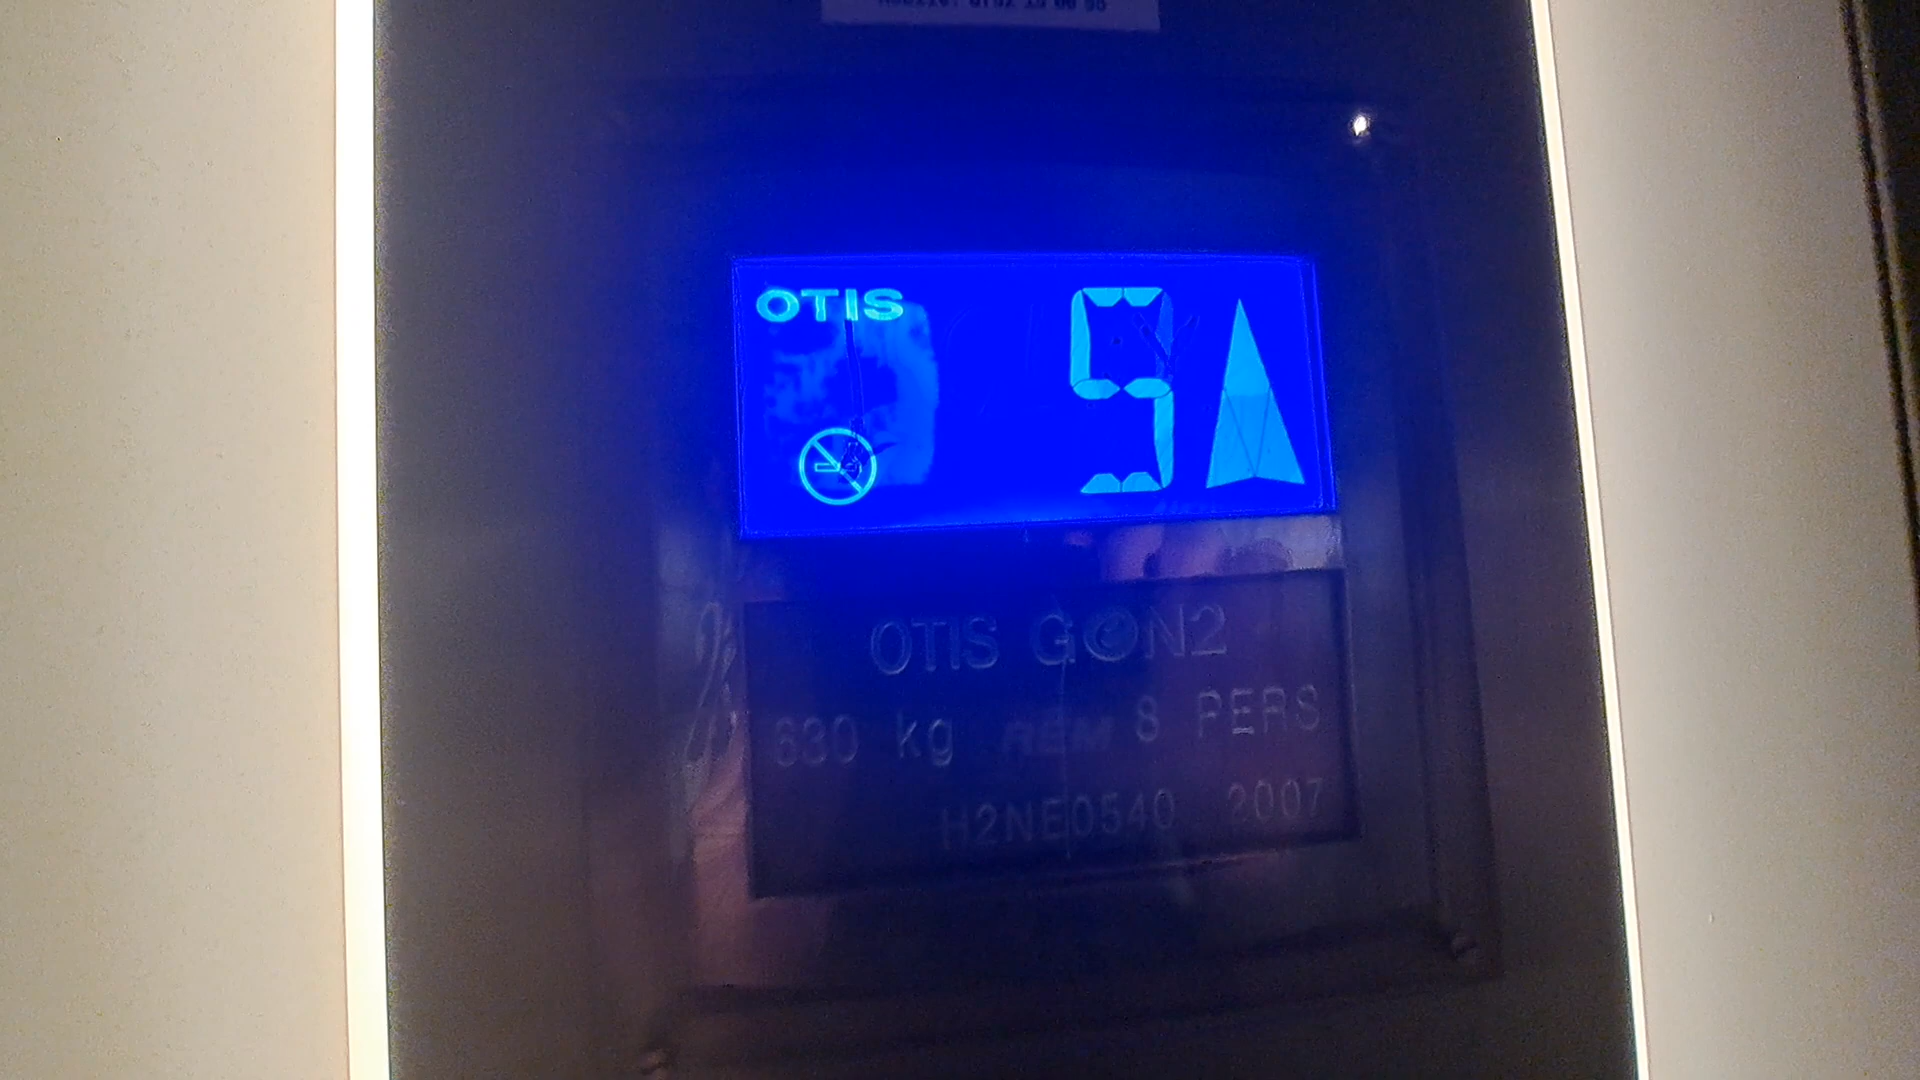 OTIS
9
OTIS GeN2
630 kg REM 8 PERS
H2NE0540 2007